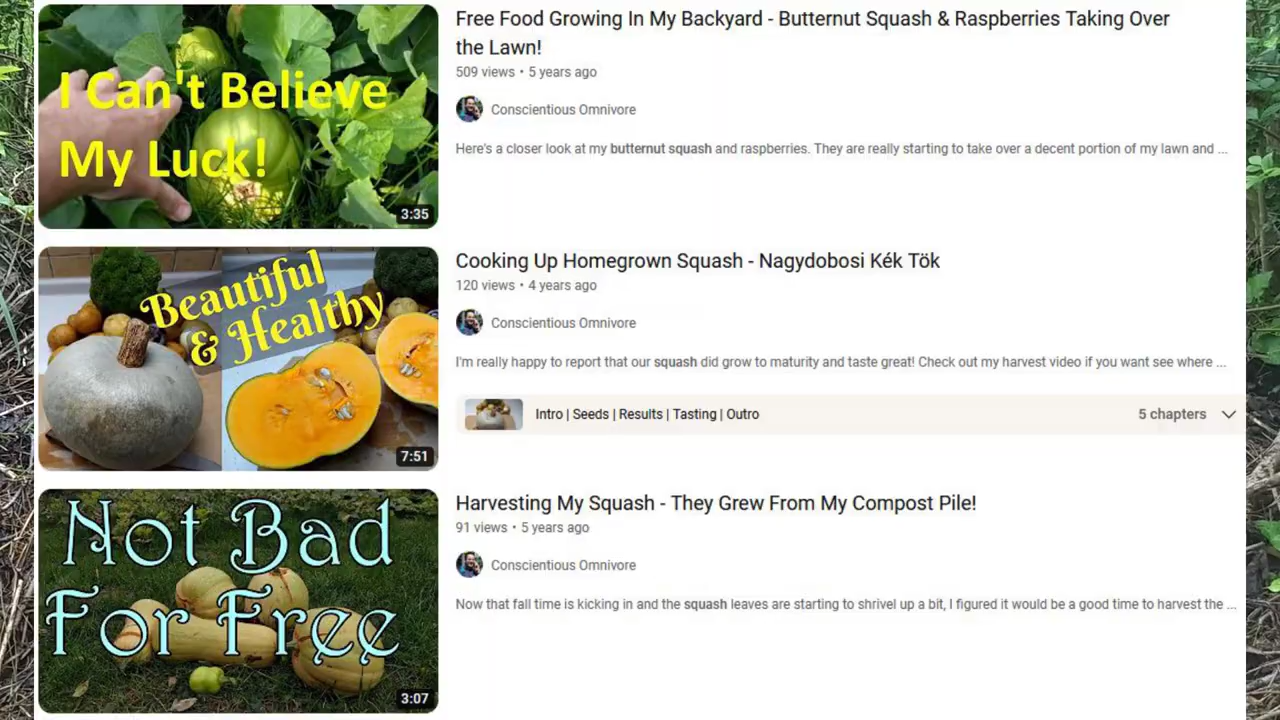 I Can't Believe
My Luck!
3:35
Free Food Growing In My Backyard - Butternut Squash & Raspberries Taking Over
the Lawn!
509 views • 5 years ago
Conscientious Omnivore
Here's a closer look at my butternut squash and raspberries. They are really starting to take over a decent portion of my lawn and ...
Beautiful
& Healthy
7:51
Cooking Up Homegrown Squash - Nagydobosi Kék Tök
120 views • 4 years ago
Conscientious Omnivore
I'm really happy to report that our squash did grow to maturity and taste great! Check out my harvest video if you want see where ...
Intro | Seeds | Results | Tasting | Outro
5 chapters
Not Bad
For Free
3:07
Harvesting My Squash - They Grew From My Compost Pile!
91 views • 5 years ago
Conscientious Omnivore
Now that fall time is kicking in and the squash leaves are starting to shrivel up a bit, I figured it would be a good time to harvest the ...